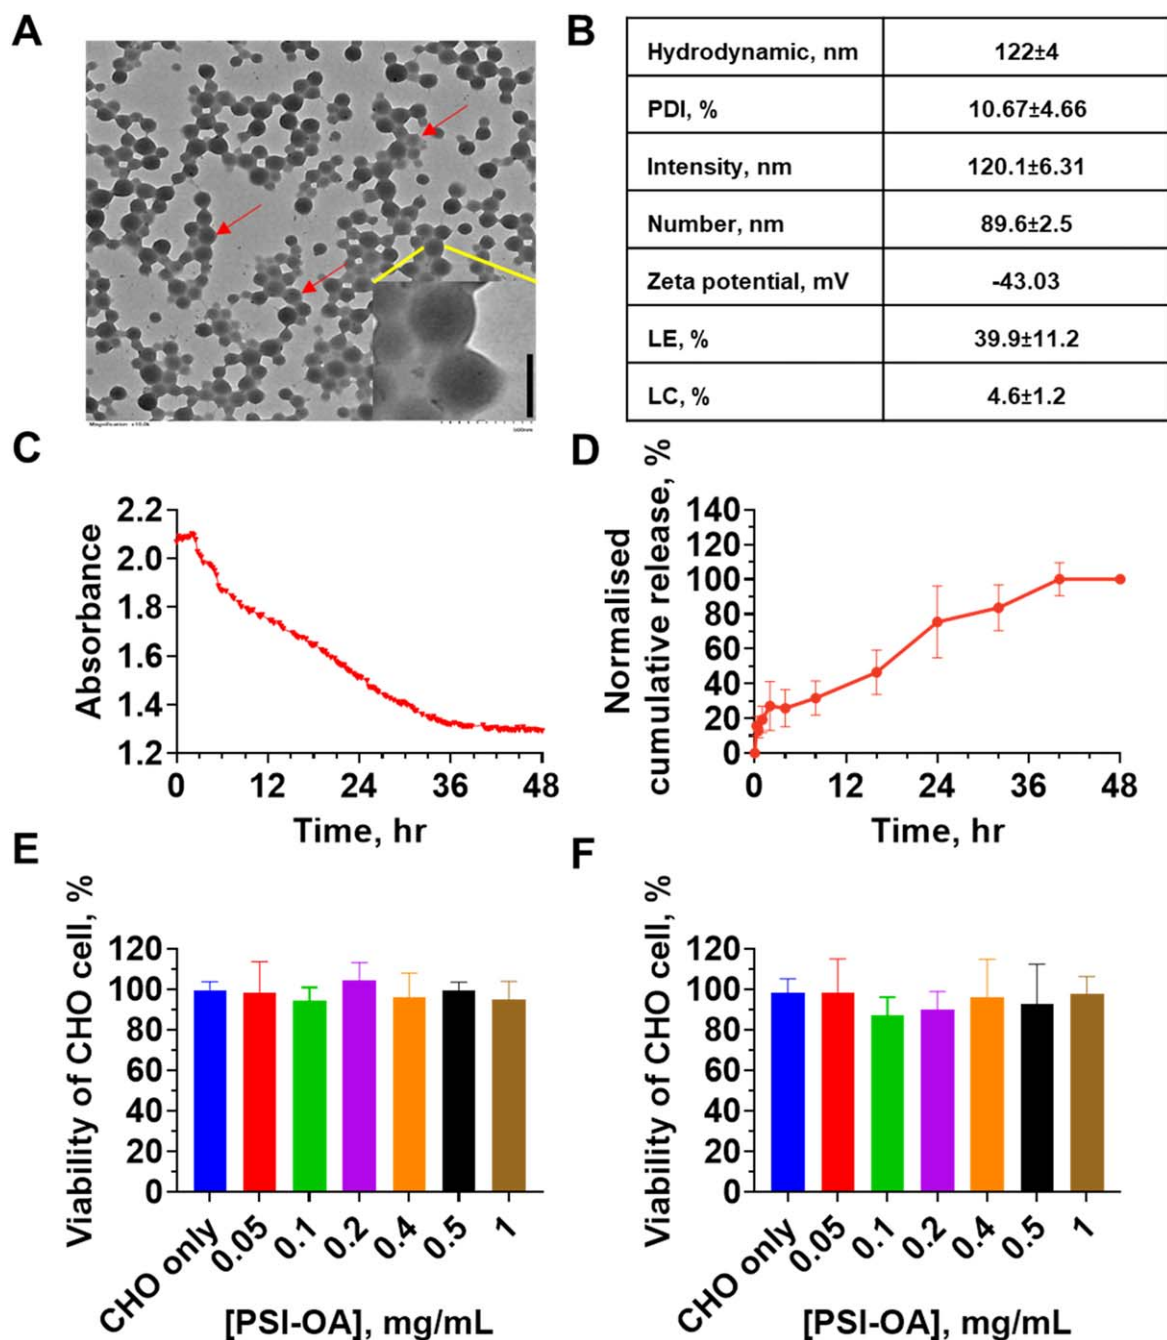 A
B
Hydrodynamic, nm 122±4
PDI, % 10.67±4.66
Intensity, nm 120.1±6.31
Number, nm 89.6±2.5
Zeta potential, mV -43.03
LE, % 39.9±11.2
LC, % 4.6±1.2
C
Absorbance
2.2
2.0
1.8
1.6
1.4
1.2
0 12 24 36 48
Time, hr
D
Normalised
cumulative release, %
140
120
100
80
60
40
20
0
0 12 24 36 48
Time, hr
E
Viability of CHO cell, %
120
100
80
60
40
20
0
CHO only 0.05 0.1 0.2 0.4 0.5 1
[PSI-OA], mg/mL
F
Viability of CHO cell, %
120
100
80
60
40
20
0
CHO only 0.05 0.1 0.2 0.4 0.5 1
[PSI-OA], mg/mL